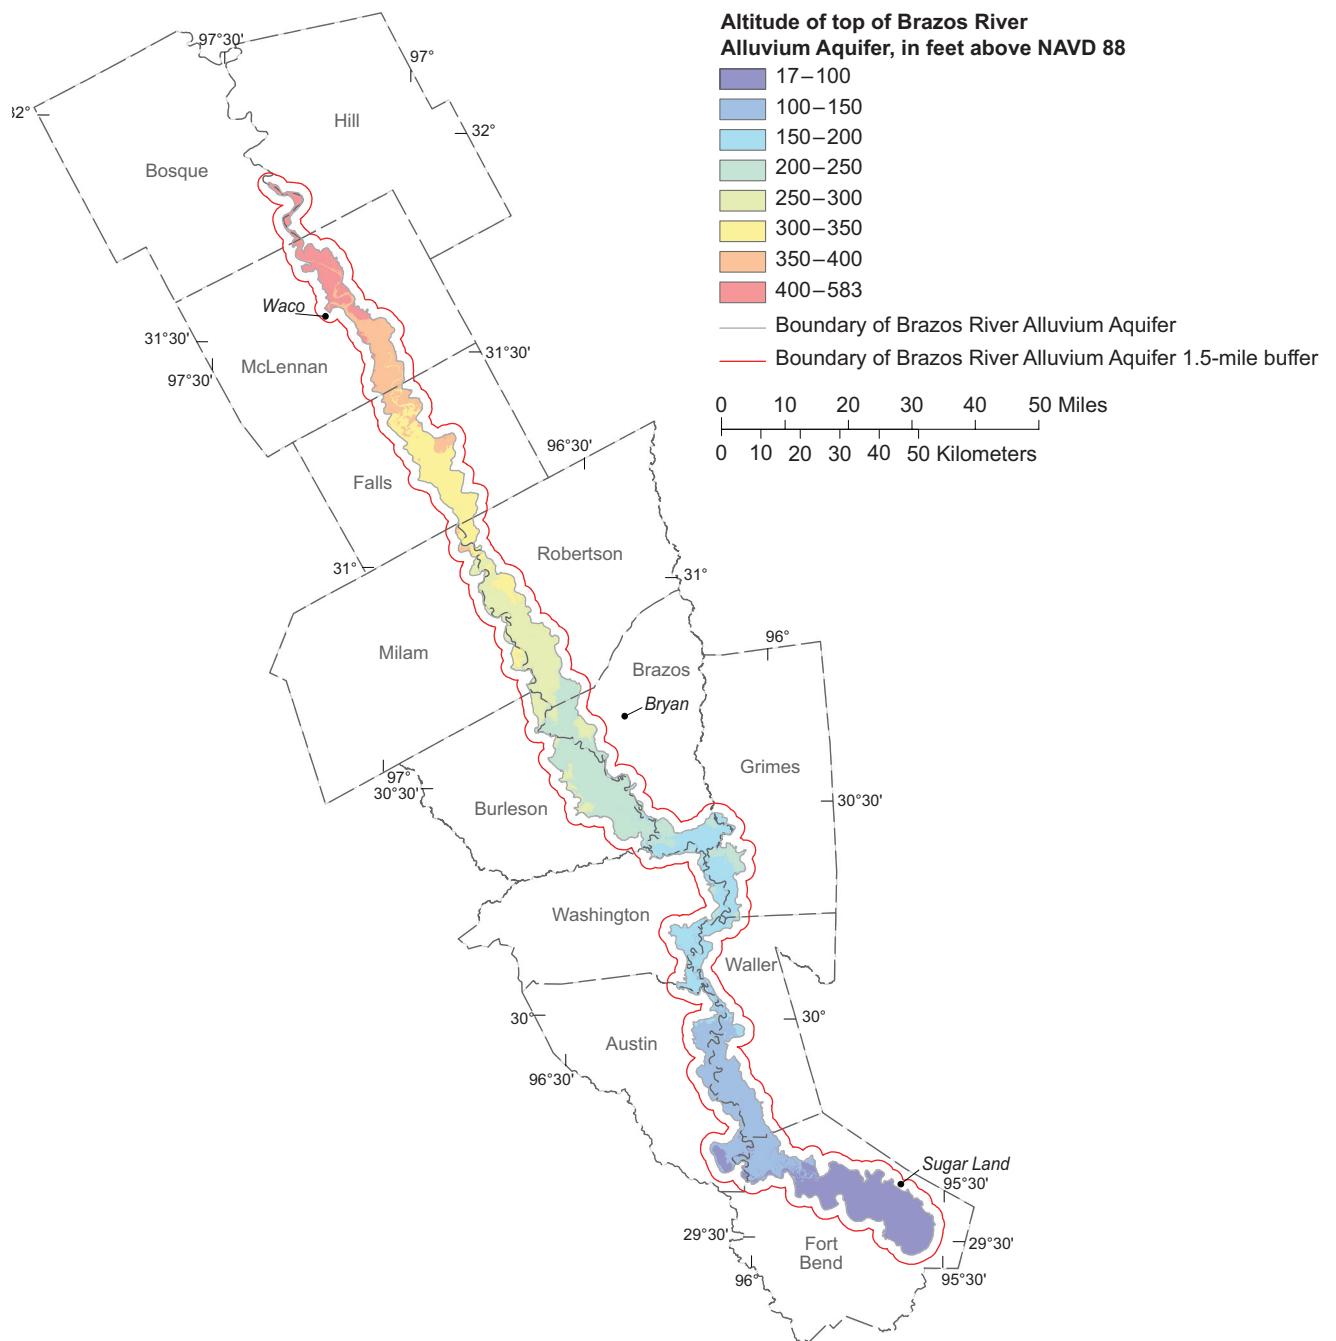 Altitude of top of Brazos River
Alluvium Aquifer, in feet above NAVD 88
17–100
100–150
150–200
200–250
250–300
300–350
350–400
400–583
Boundary of Brazos River Alluvium Aquifer
Boundary of Brazos River Alluvium Aquifer 1.5-mile buffer
0 10 20 30 40 50 Miles
0 10 20 30 40 50 Kilometers
97°30'
97°
32°
32°
Hill
Bosque
Waco
31°30'
97°30'
McLennan
31°30'
96°30'
Falls
Robertson
31°
31°
Milam
96°
Brazos
Bryan
Grimes
97°
30°30'
30°30'
Burleson
Washington
Waller
30°
30°
Austin
96°30'
Sugar Land
95°30'
29°30'
29°30'
Fort
Bend
96°
95°30'